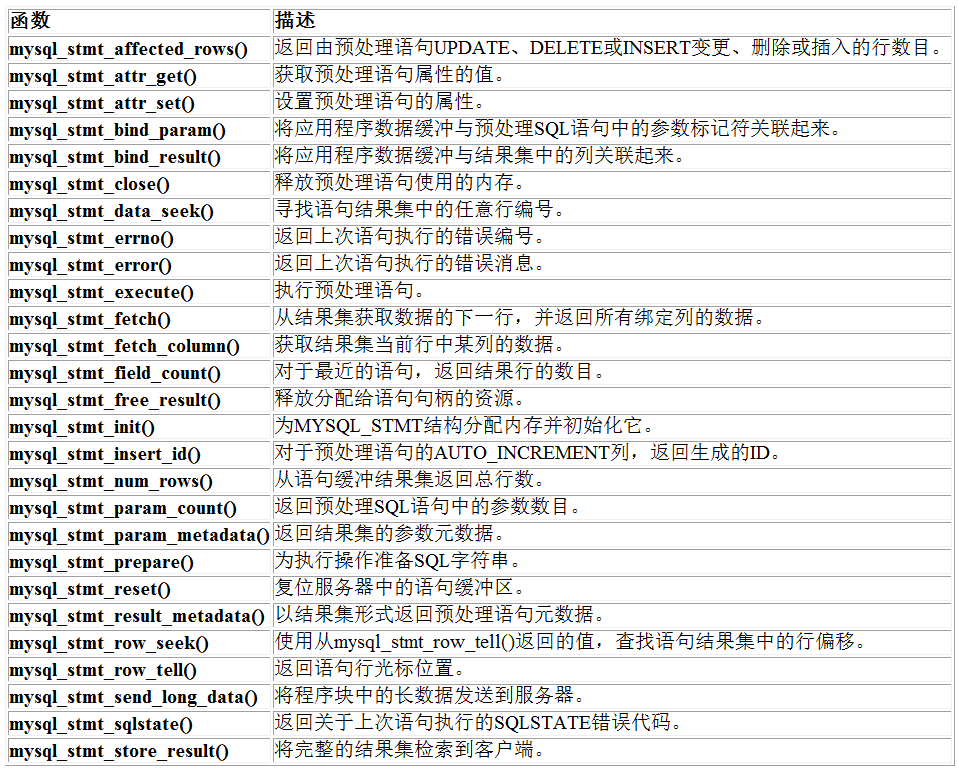 函数 描述
mysql_stmt_affected_rows() 返回由预处理语句UPDATE、DELETE或INSERT变更、删除或插入的行数目。
mysql_stmt_attr_get() 获取预处理语句属性的值。
mysql_stmt_attr_set() 设置预处理语句的属性。
mysql_stmt_bind_param() 将应用程序数据缓冲与预处理SQL语句中的参数标记符关联起来。
mysql_stmt_bind_result() 将应用程序数据缓冲与结果集中的列关联起来。
mysql_stmt_close() 释放预处理语句使用的内存。
mysql_stmt_data_seek() 寻找语句结果集中的任意行编号。
mysql_stmt_errno() 返回上次语句执行的错误编号。
mysql_stmt_error() 返回上次语句执行的错误消息。
mysql_stmt_execute() 执行预处理语句。
mysql_stmt_fetch() 从结果集获取数据的下一行，并返回所有绑定列的数据。
mysql_stmt_fetch_column() 获取结果集当前行中某列的数据。
mysql_stmt_field_count() 对于最近的语句，返回结果行的数目。
mysql_stmt_free_result() 释放分配给语句句柄的资源。
mysql_stmt_init() 为MYSQL_STMT结构分配内存并初始化它。
mysql_stmt_insert_id() 对于预处理语句的AUTO_INCREMENT列，返回生成的ID。
mysql_stmt_num_rows() 从语句缓冲结果集返回总行数。
mysql_stmt_param_count() 返回预处理SQL语句中的参数数目。
mysql_stmt_param_metadata() 返回结果集的参数元数据。
mysql_stmt_prepare() 为执行操作准备SQL字符串。
mysql_stmt_reset() 复位服务器中的语句缓冲区。
mysql_stmt_result_metadata() 以结果集形式返回预处理语句元数据。
mysql_stmt_row_seek() 使用从mysql_stmt_row_tell()返回的值，查找语句结果集中的行偏移。
mysql_stmt_row_tell() 返回语句行光标位置。
mysql_stmt_send_long_data() 将程序块中的长数据发送到服务器。
mysql_stmt_sqlstate() 返回关于上次语句执行的SQLSTATE错误代码。
mysql_stmt_store_result() 将完整的结果集检索到客户端。